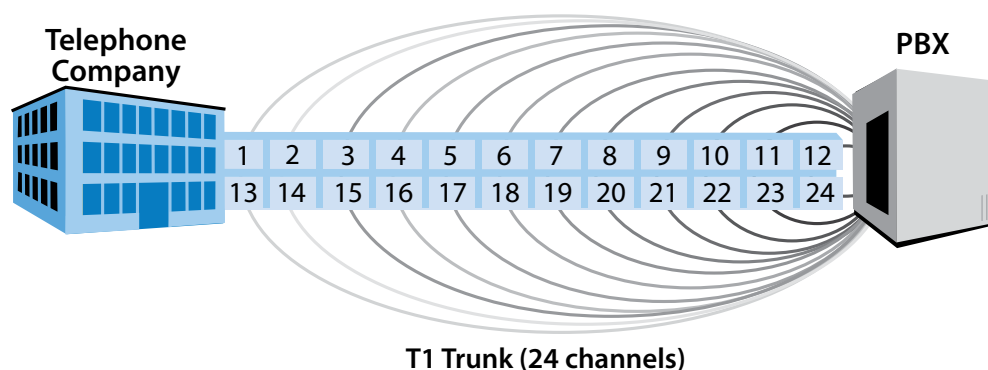 Telephone
Company
PBX
1 2 3 4 5 6 7 8 9 10 11 12
13 14 15 16 17 18 19 20 21 22 23 24
T1 Trunk (24 channels)